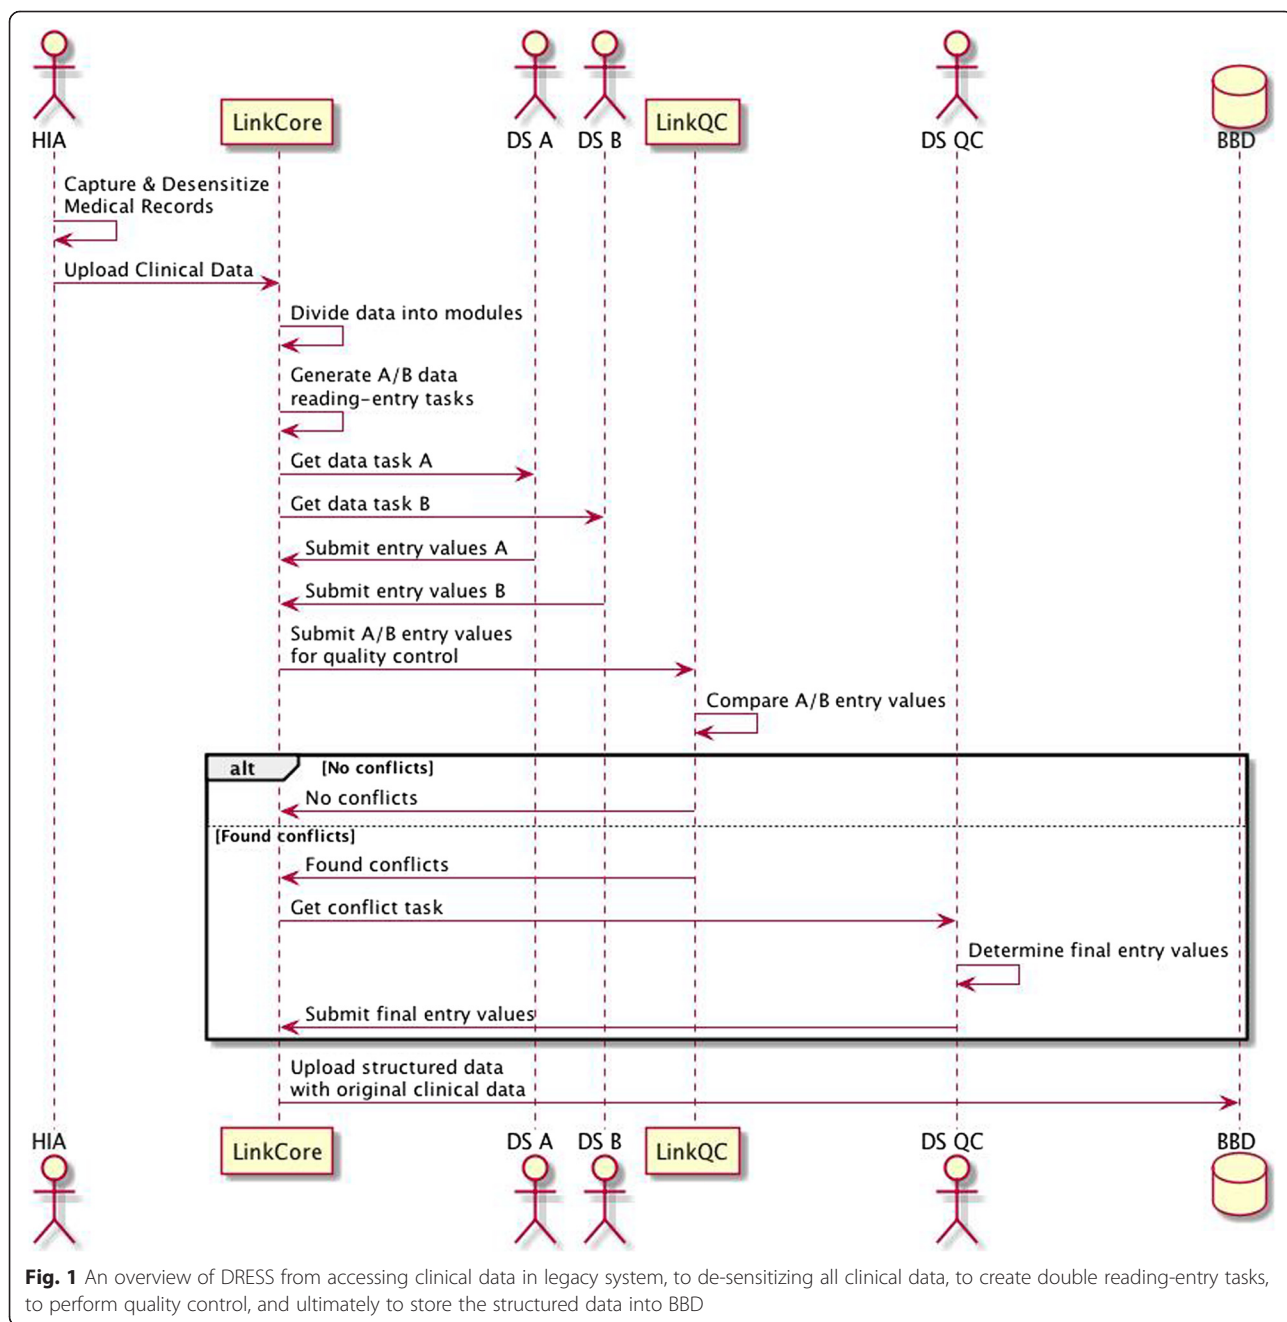 HIA
LinkCore
DS A
DS B
LinkQC
DS QC
BBD
Capture & Desensitize
Medical Records
Upload Clinical Data
Divide data into modules
Generate A/B data
reading-entry tasks
Get data task A
Get data task B
Submit entry values A
Submit entry values B
Submit A/B entry values
for quality control
Compare A/B entry values
alt [No conflicts]
No conflicts
[Found conflicts]
Found conflicts
Get conflict task
Determine final entry values
Submit final entry values
Upload structured data
with original clinical data
HIA
LinkCore
DS A
DS B
LinkQC
DS QC
BBD
Fig. 1 An overview of DRESS from accessing clinical data in legacy system, to de-sensitizing all clinical data, to create double reading-entry tasks,
to perform quality control, and ultimately to store the structured data into BBD